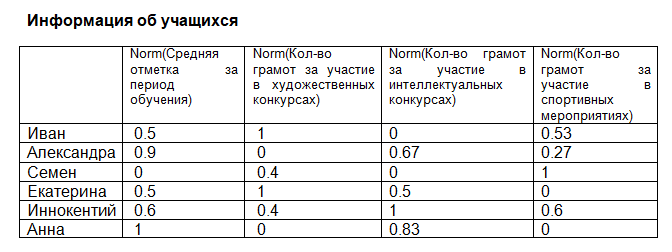 Информация об учащихся
Norm(Средняя отметка за период обучения) Norm(Кол-во грамот за участие в художественных конкурсах) Norm(Кол-во грамот за участие в интеллектуальных конкурсах) Norm(Кол-во грамот за участие в спортивных мероприятиях)
Иван 0.5 1 0 0.53
Александра 0.9 0 0.67 0.27
Семен 0 0.4 1
Екатерина 0.5 1 0.5 0
Иннокентий 0.6 0.4 1 0.6
Анна 1 0 0.83 0